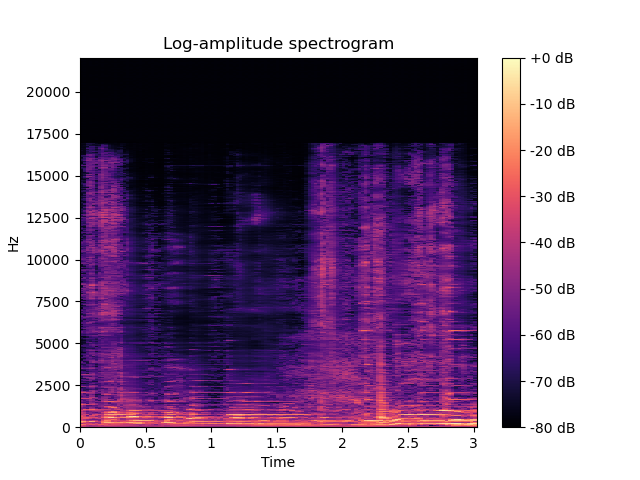 Log-amplitude spectrogram
Hz
20000
17500
15000
12500
10000
7500
5000
2500
0
0 0.5 1 1.5 2 2.5 3
Time
+0 dB
-10 dB
-20 dB
-30 dB
-40 dB
-50 dB
-60 dB
-70 dB
-80 dB